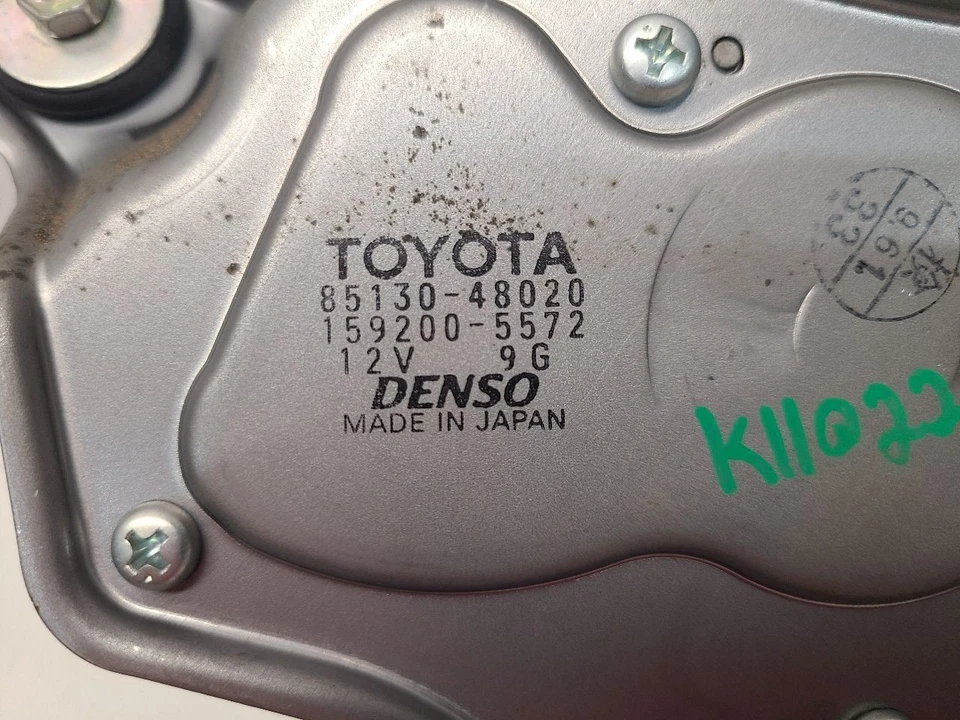 TOYOTA
85130-48020
159200-5572
12V 9G
DENSO
MADE IN JAPAN
K11022